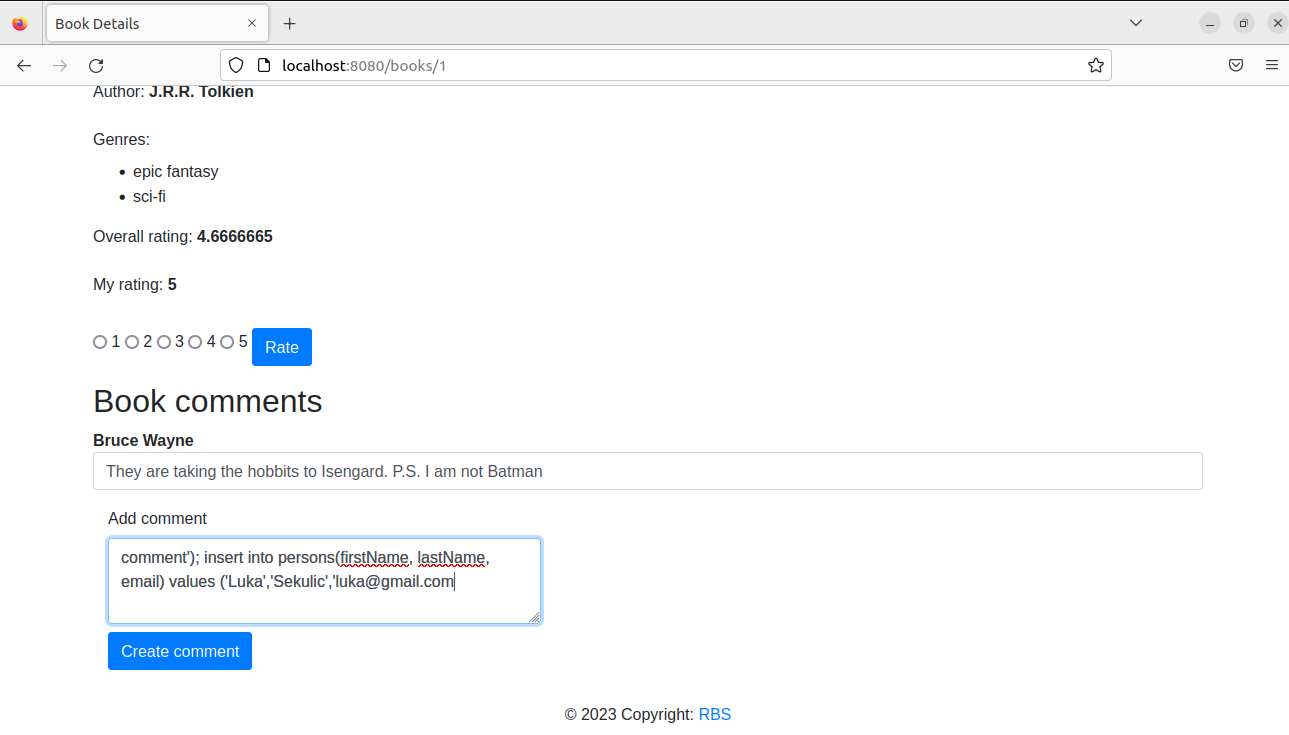 Book Details
localhost:8080/books/1
Author: J.R.R. Tolkien
Genres:
epic fantasy
sci-fi
Overall rating: 4.6666665
My rating: 5
1 2 3 4 5 Rate
Book comments
Bruce Wayne
They are taking the hobbits to Isengard. P.S. I am not Batman
Add comment
comment'); insert into persons(firstName, lastName,
email) values ('Luka','Sekulic','luka@gmail.com
Create comment
© 2023 Copyright: RBS